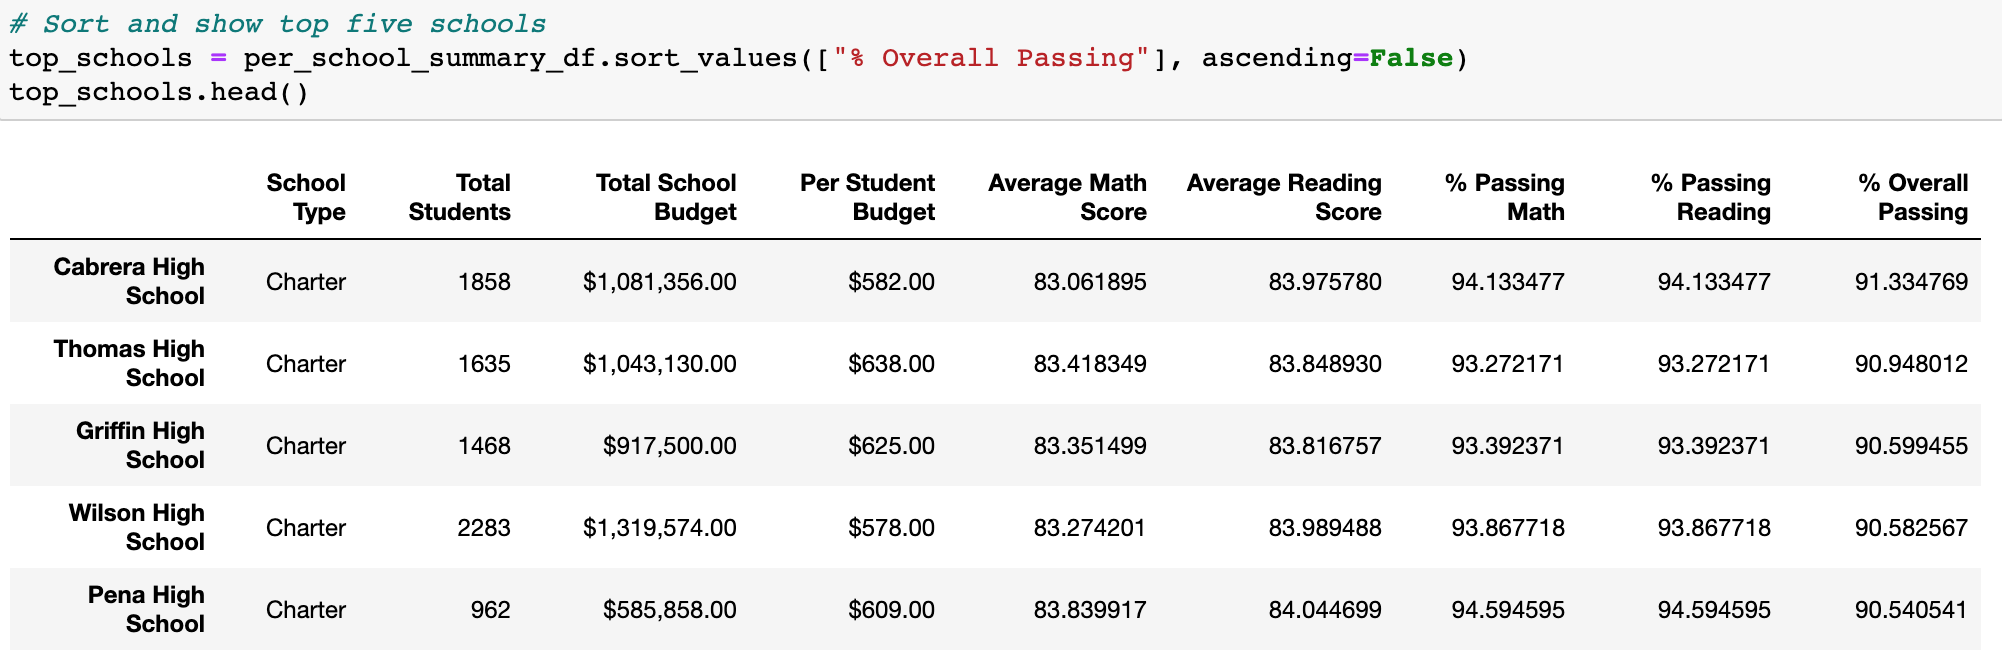 # Sort and show top five schools
top_schools = per_school_summary_df.sort_values(["% Overall Passing"], ascending=False)
top_schools.head()
School Total Total School Per Student Average Math Average Reading % Passing % Passing % Overall
Type Students Budget Budget Score Score Math Reading Passing
Cabrera High
School Charter 1858 $1,081,356.00 $582.00 83.061895 83.975780 94.133477 94.133477 91.334769
Thomas High
School Charter 1635 $1,043,130.00 $638.00 83.418349 83.848930 93.272171 93.272171 90.948012
Griffin High
School Charter 1468 $917,500.00 $625.00 83.351499 83.816757 93.392371 93.392371 90.599455
Wilson High
School Charter 2283 $1,319,574.00 $578.00 83.274201 83.989488 93.867718 93.867718 90.582567
Pena High
School Charter 962 $585,858.00 $609.00 83.839917 84.044699 94.594595 94.594595 90.540541